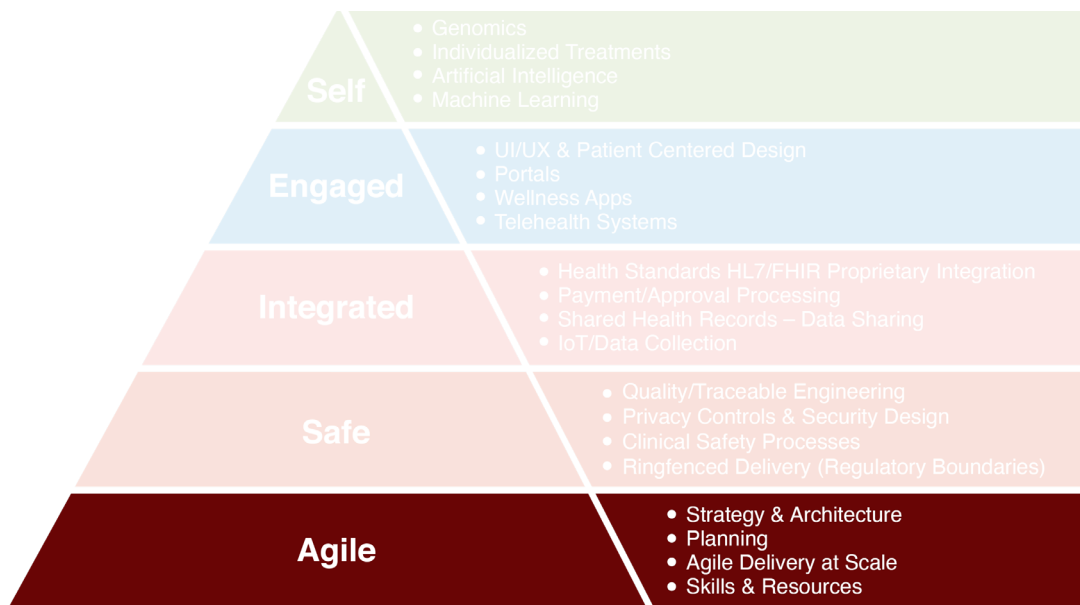 Self
• Genomics
• Individualized Treatments
• Artificial Intelligence
• Machine Learning
Engaged
• UI/UX & Patient Centered Design
• Portals
• Wellness Apps
• Telehealth Systems
Integrated
• Health Standards HL7/FHIR Proprietary Integration
• Payment/Approval Processing
• Shared Health Records – Data Sharing
• IoT/Data Collection
Safe
• Quality/Traceable Engineering
• Privacy Controls & Security Design
• Clinical Safety Processes
• Ringfenced Delivery (Regulatory Boundaries)
Agile
• Strategy & Architecture
• Planning
• Agile Delivery at Scale
• Skills & Resources